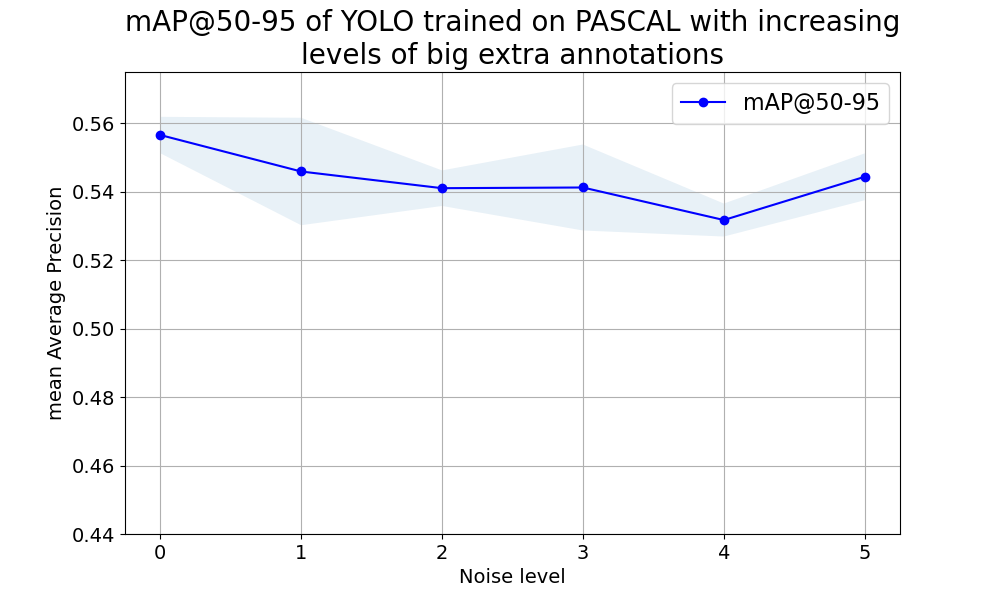 mAP@50-95 of YOLO trained on PASCAL with increasing
levels of big extra annotations
mAP@50-95
mean Average Precision
0.56
0.54
0.52
0.50
0.48
0.46
0.44
0
1
2
3
4
5
Noise level